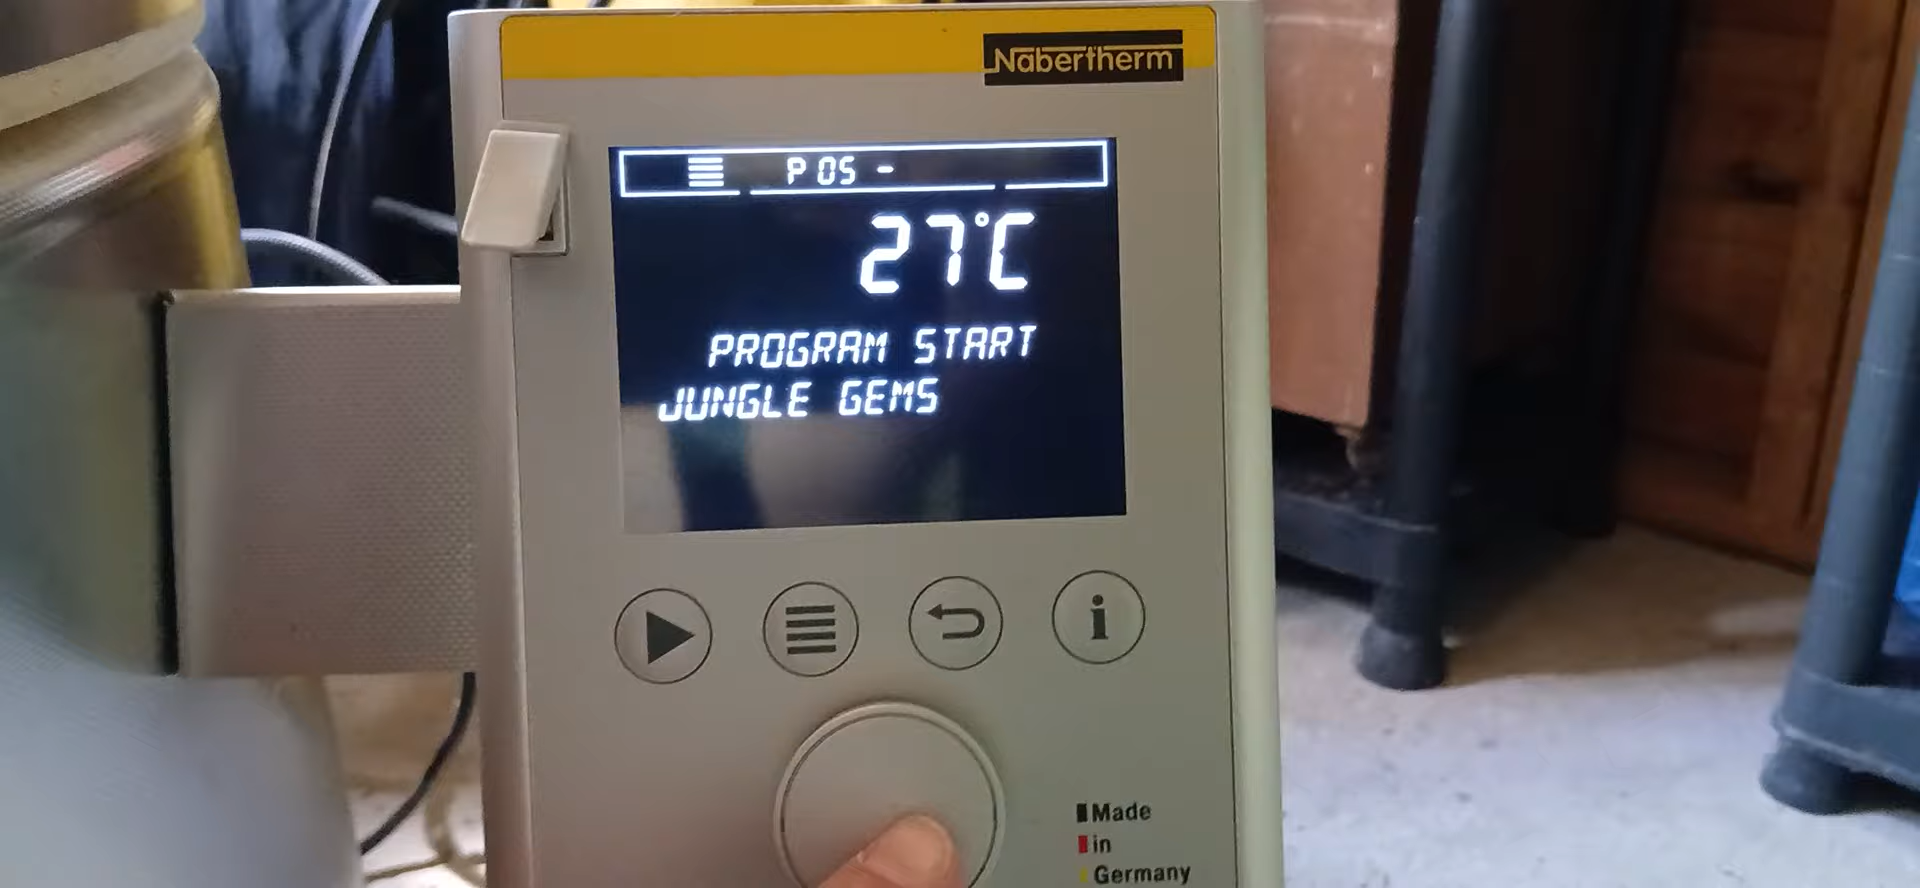 Nabertherm
P 05 -
27°C
PROGRAM START
JUNGLE GEMS
i
Made
in
Germany